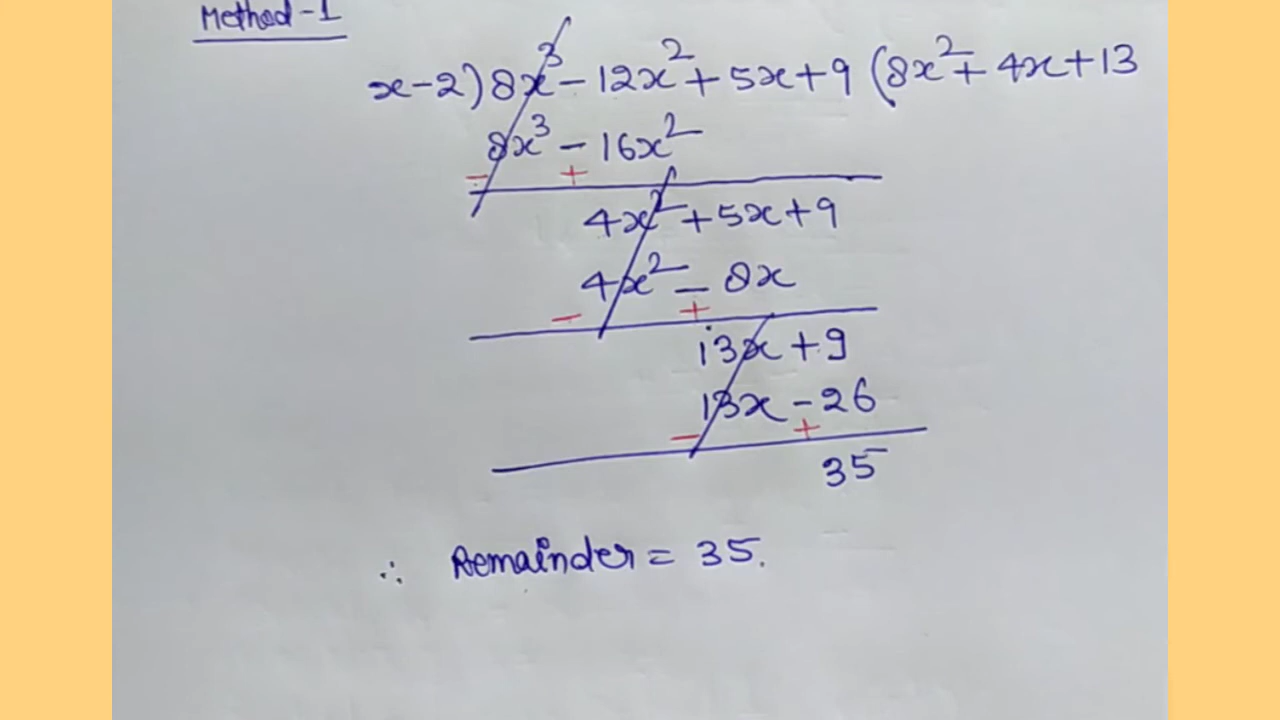 Method-1
x-2)8x³-12x²+5x+9(8x²+4x+13
8x³-16x²
- +
4x²+5x+9
4x²-8x
- +
13x+9
13x-26
- +
35
∴ Remainder = 35.